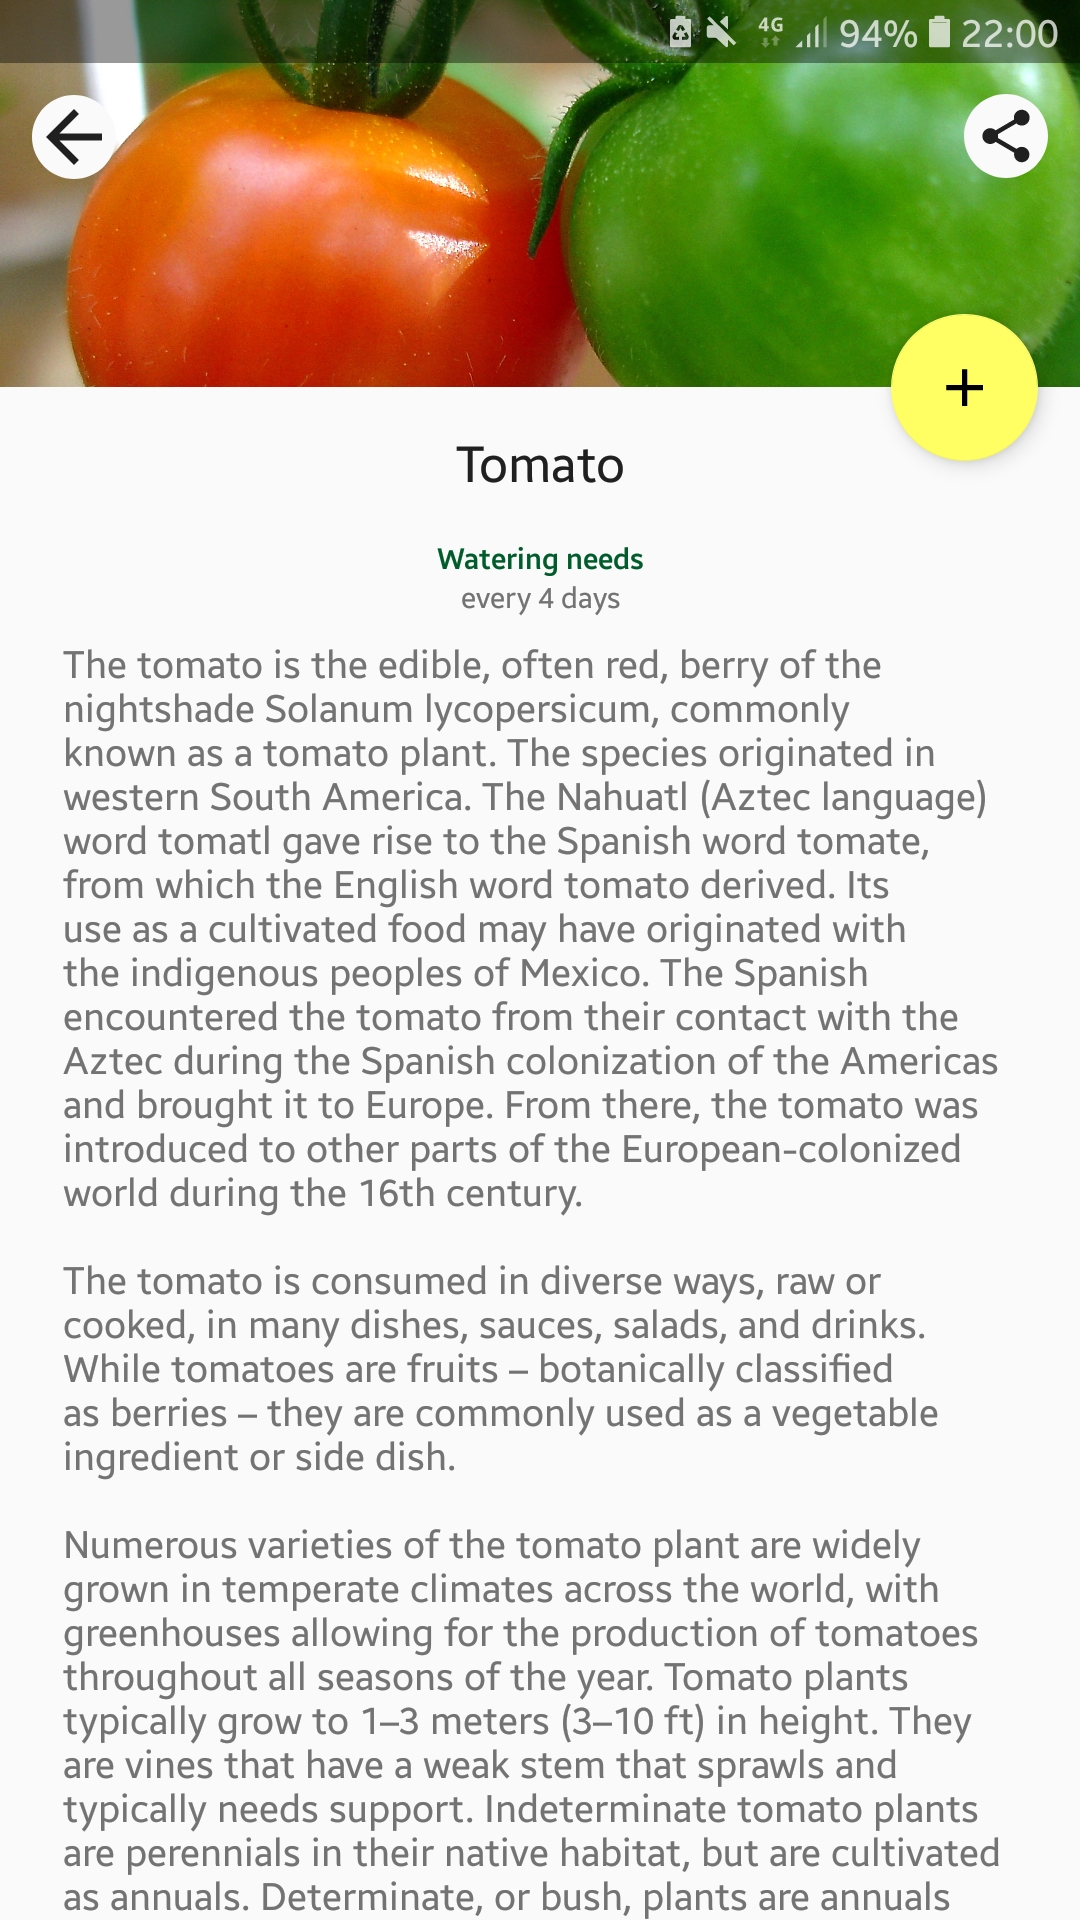 4G 94% 22:00
Tomato
Watering needs
every 4 days
The tomato is the edible, often red, berry of the
nightshade Solanum lycopersicum, commonly
known as a tomato plant. The species originated in
western South America. The Nahuatl (Aztec language)
word tomatl gave rise to the Spanish word tomate,
from which the English word tomato derived. Its
use as a cultivated food may have originated with
the indigenous peoples of Mexico. The Spanish
encountered the tomato from their contact with the
Aztec during the Spanish colonization of the Americas
and brought it to Europe. From there, the tomato was
introduced to other parts of the European-colonized
world during the 16th century.
The tomato is consumed in diverse ways, raw or
cooked, in many dishes, sauces, salads, and drinks.
While tomatoes are fruits – botanically classified
as berries – they are commonly used as a vegetable
ingredient or side dish.
Numerous varieties of the tomato plant are widely
grown in temperate climates across the world, with
greenhouses allowing for the production of tomatoes
throughout all seasons of the year. Tomato plants
typically grow to 1–3 meters (3–10 ft) in height. They
are vines that have a weak stem that sprawls and
typically needs support. Indeterminate tomato plants
are perennials in their native habitat, but are cultivated
as annuals. Determinate, or bush, plants are annuals